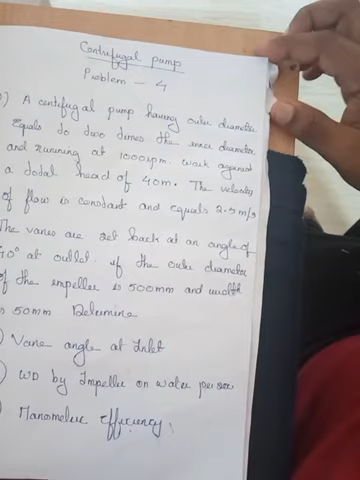 Centrifugal pump
Problem - 4
) A centifugal pump having outer diameter
equals to two times the inner diameter
and running at 1000rpm. work against
a total head of 40m. The velocity
of flow is constant and equals 2.5 m/s
The vanes are set back at an angle of
40° at outlet. if the outer diameter
of the impeller is 500mm and width
is 50mm Determine
) Vane angle at Inlet
) WD by Impeller on water per sec
) Manometric efficiency.